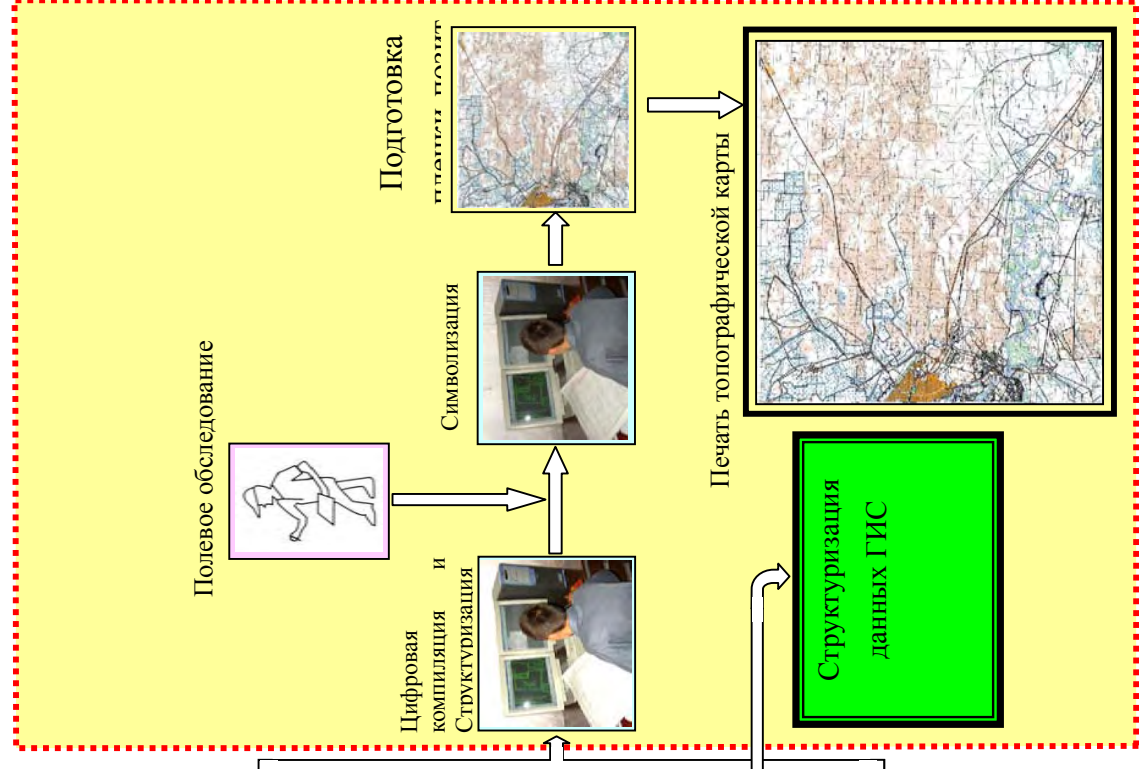 Полевое обследование
Цифровая
компиляция и
Структуризация
Символизация
Подготовка
Печать топографической карты
Структуризация
данных ГИС